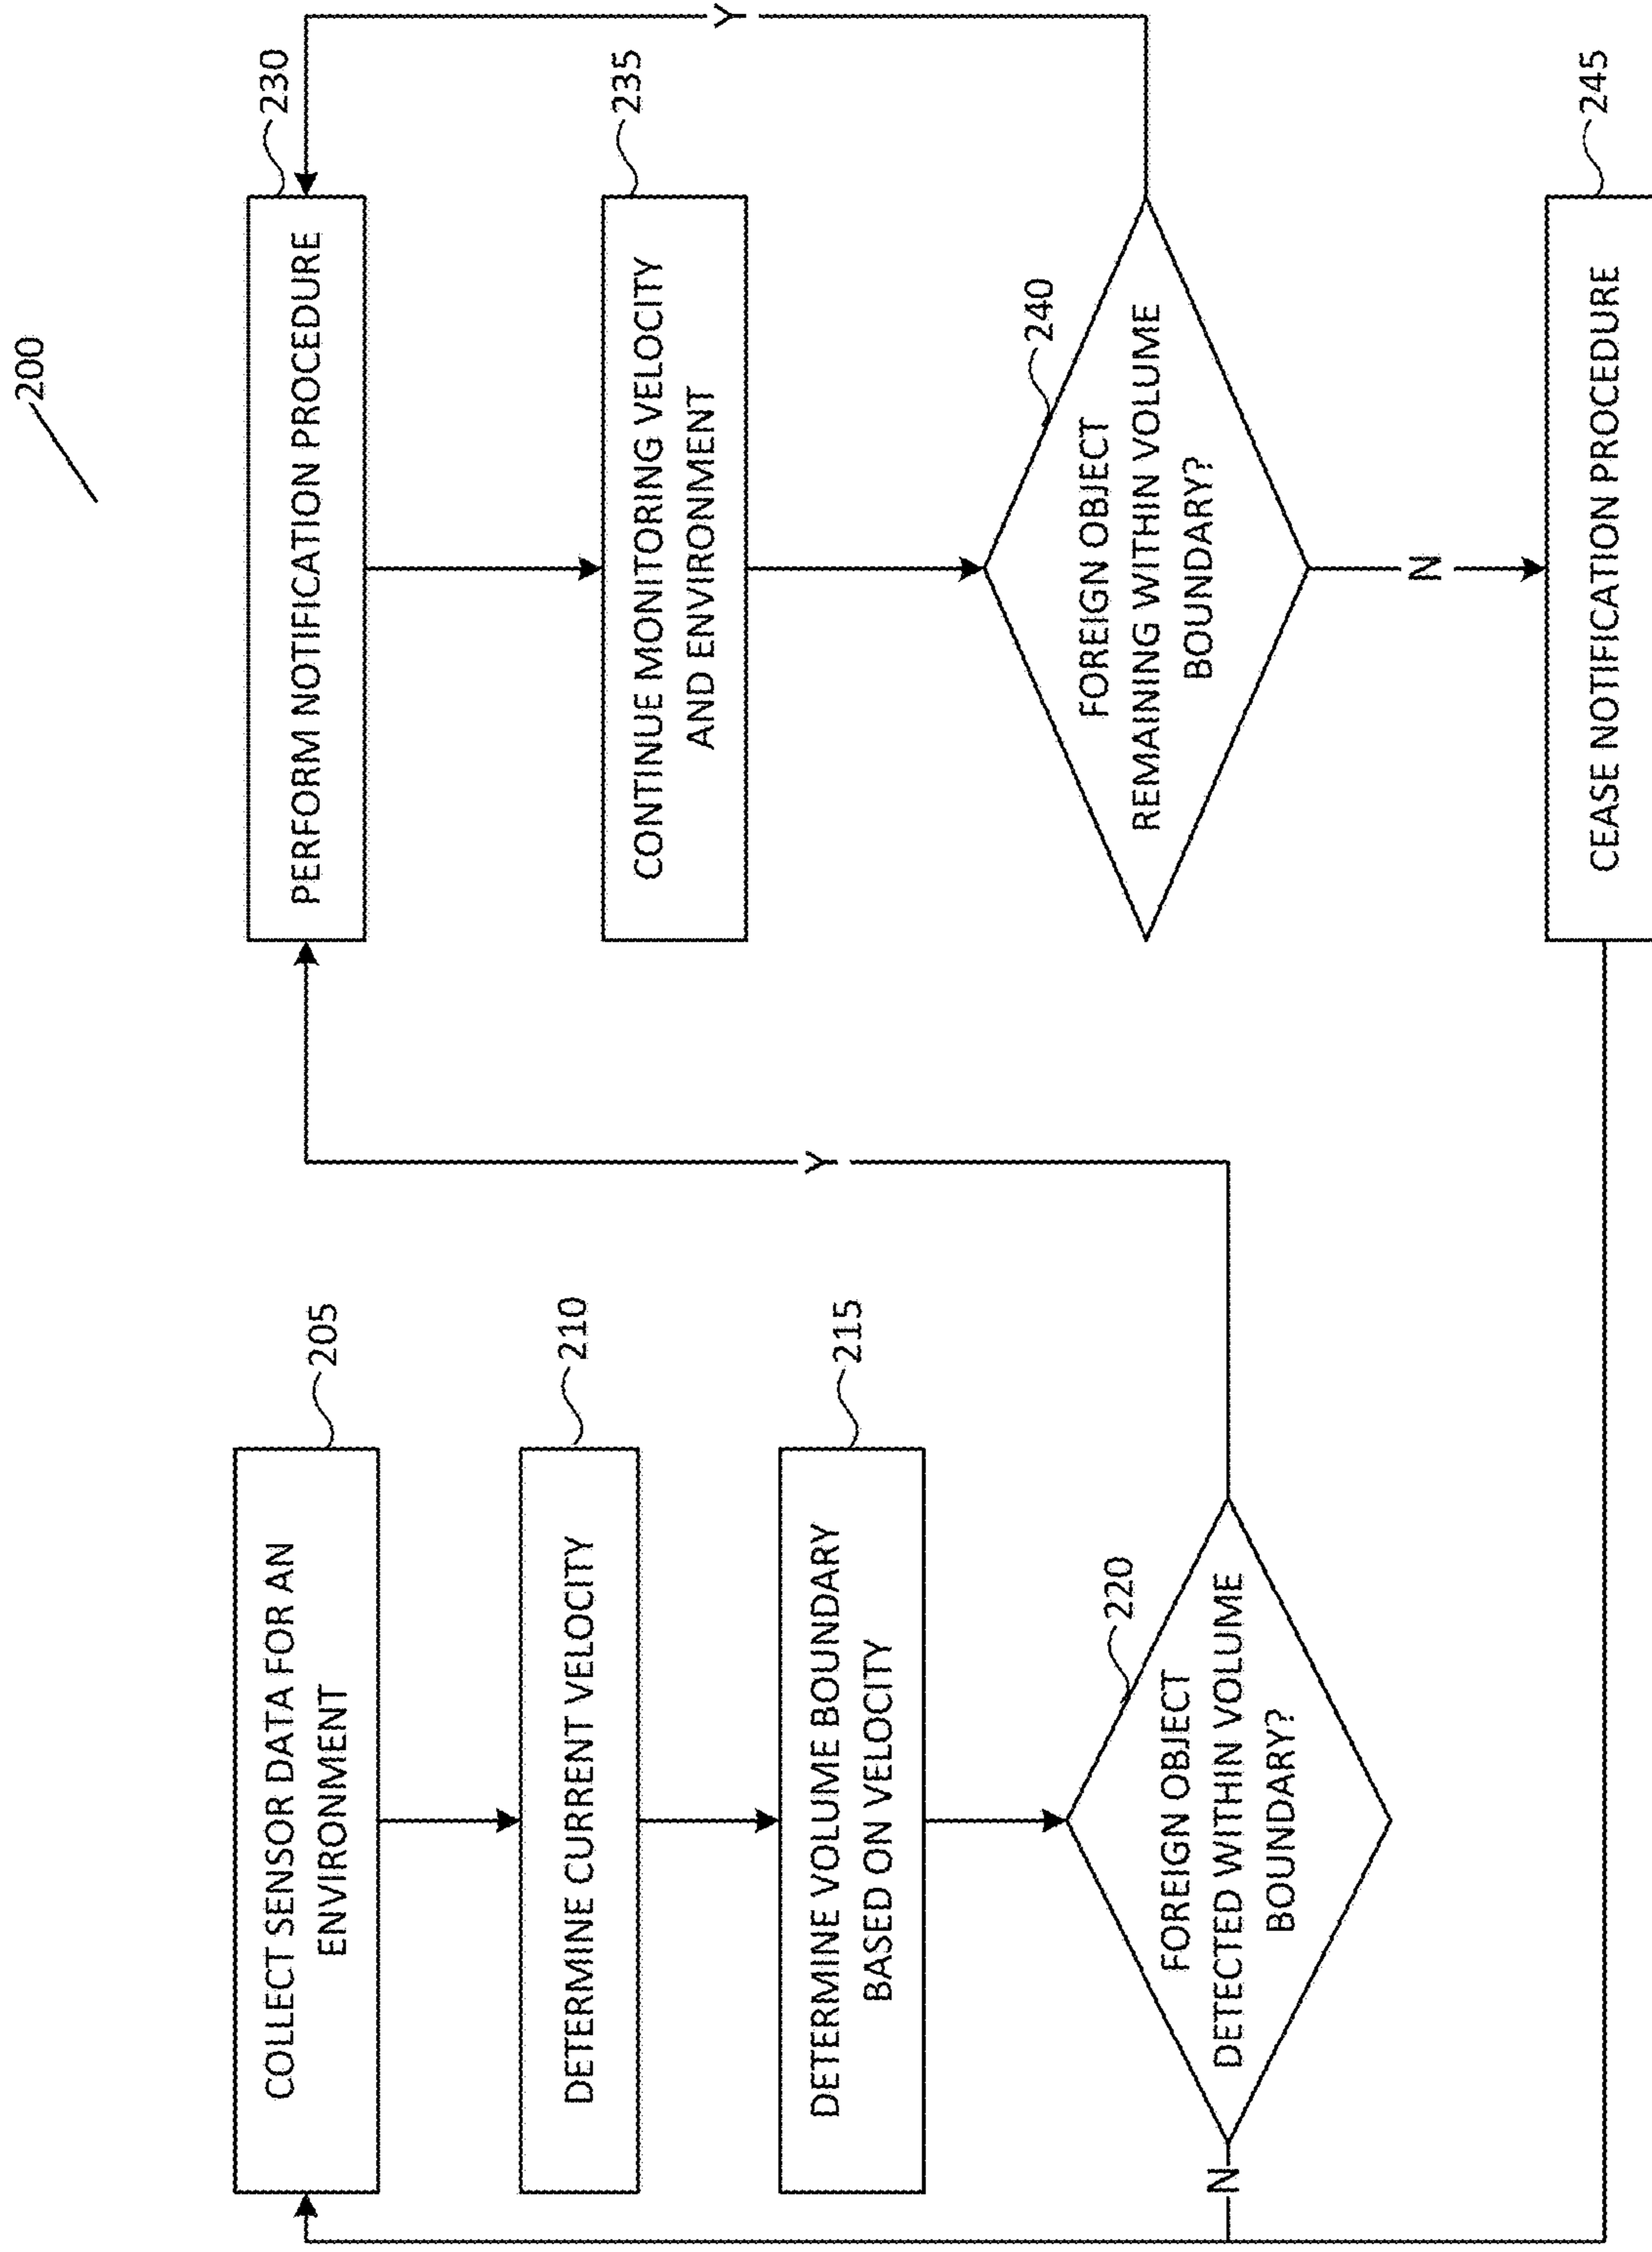 200
COLLECT SENSOR DATA FOR AN
ENVIRONMENT
205
DETERMINE CURRENT VELOCITY
210
DETERMINE VOLUME BOUNDARY
BASED ON VELOCITY
215
FOREIGN OBJECT
DETECTED WITHIN VOLUME
BOUNDARY?
220
N
Y
PERFORM NOTIFICATION PROCEDURE
230
CONTINUE MONITORING VELOCITY
AND ENVIRONMENT
235
FOREIGN OBJECT
REMAINING WITHIN VOLUME
BOUNDARY?
240
Y
N
CEASE NOTIFICATION PROCEDURE
245